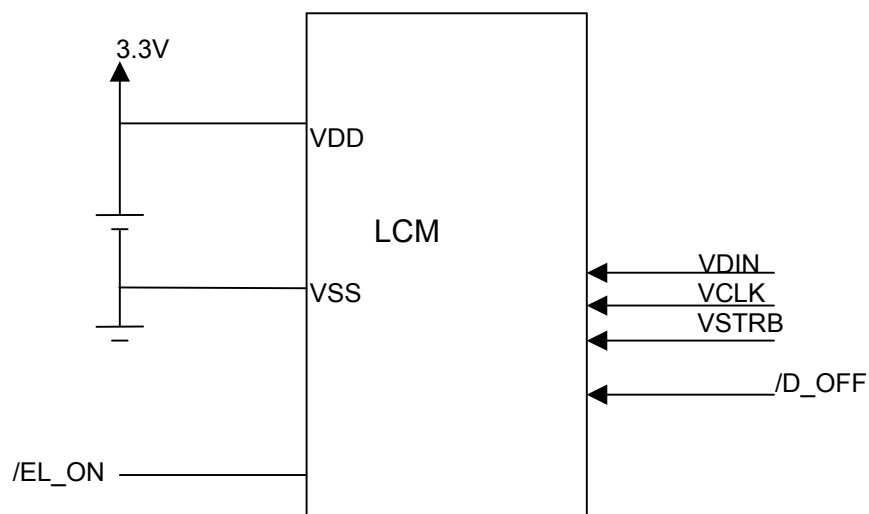 3.3V
VDD
LCM
VDIN
VSS
VCLK
VSTRB
/D_OFF
/EL_ON